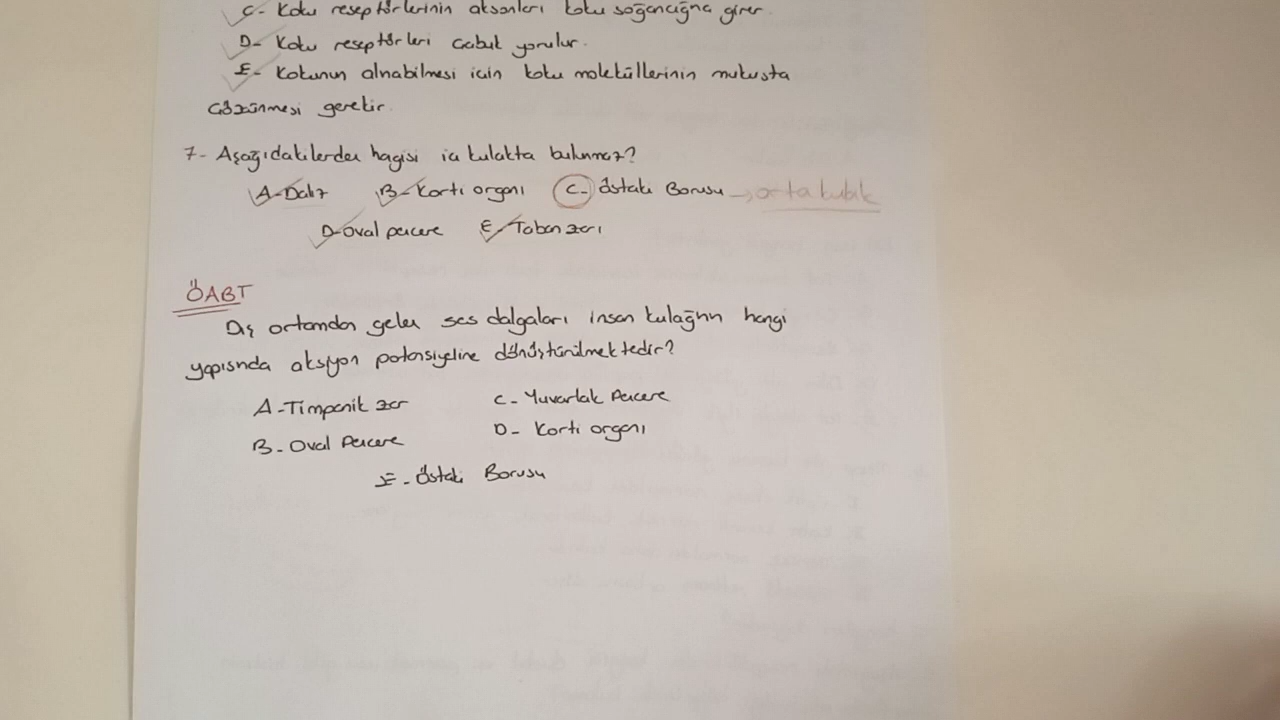 C- Koku reseptörlerinin aksonları koku soğancığına girer.
D- Koku reseptörleri çabuk yorulur.
E- Kokunun alınabilmesi için koku moleküllerinin mukusta
çözünmesi gerekir.
7- Aşağıdakilerden hangisi iç kulakta bulunmaz?
A- Dalız B- Korti organı C- östaki Borusu → orta kulak
D- Oval pencere E- Taban zarı
ÖABT
Dış ortamdan gelen ses dalgaları insan kulağının hangi
yapısında aksiyon potansiyeline dönüştürülmektedir?
A- Timpanik zar C- Yuvarlak Pencere
B- Oval Pencere D- Korti organı
E- Östaki Borusu